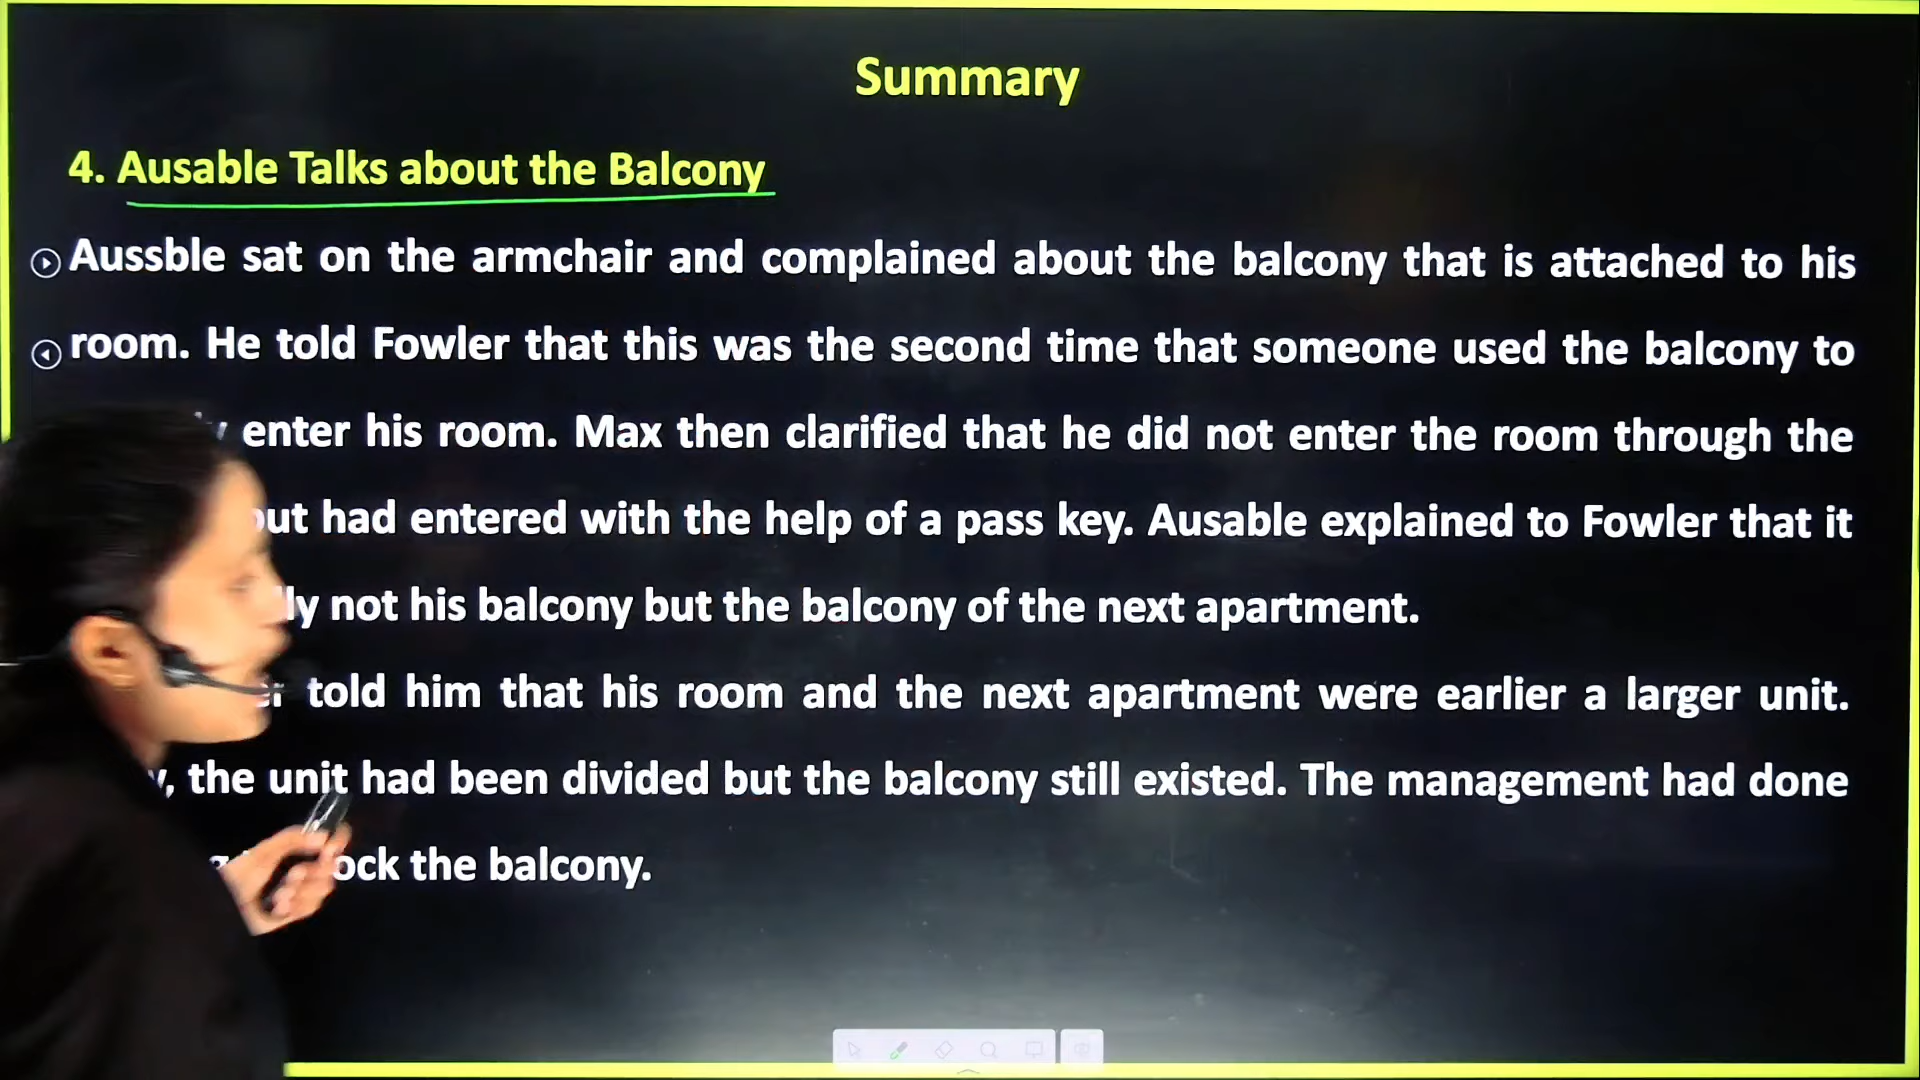 Summary
4. Ausable Talks about the Balcony
Aussble sat on the armchair and complained about the balcony that is attached to his
room. He told Fowler that this was the second time that someone used the balcony to
enter his room. Max then clarified that he did not enter the room through the
had entered with the help of a pass key. Ausable explained to Fowler that it
not his balcony but the balcony of the next apartment.
told him that his room and the next apartment were earlier a larger unit.
the unit had been divided but the balcony still existed. The management had done
the balcony.